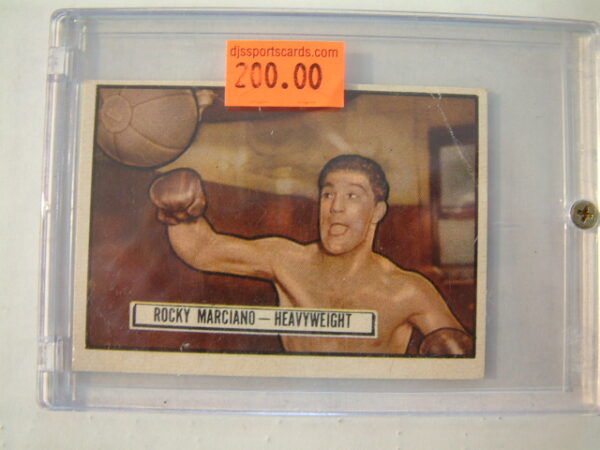 djssportscards.com
200.00
ROCKY MARCIANO — HEAVYWEIGHT